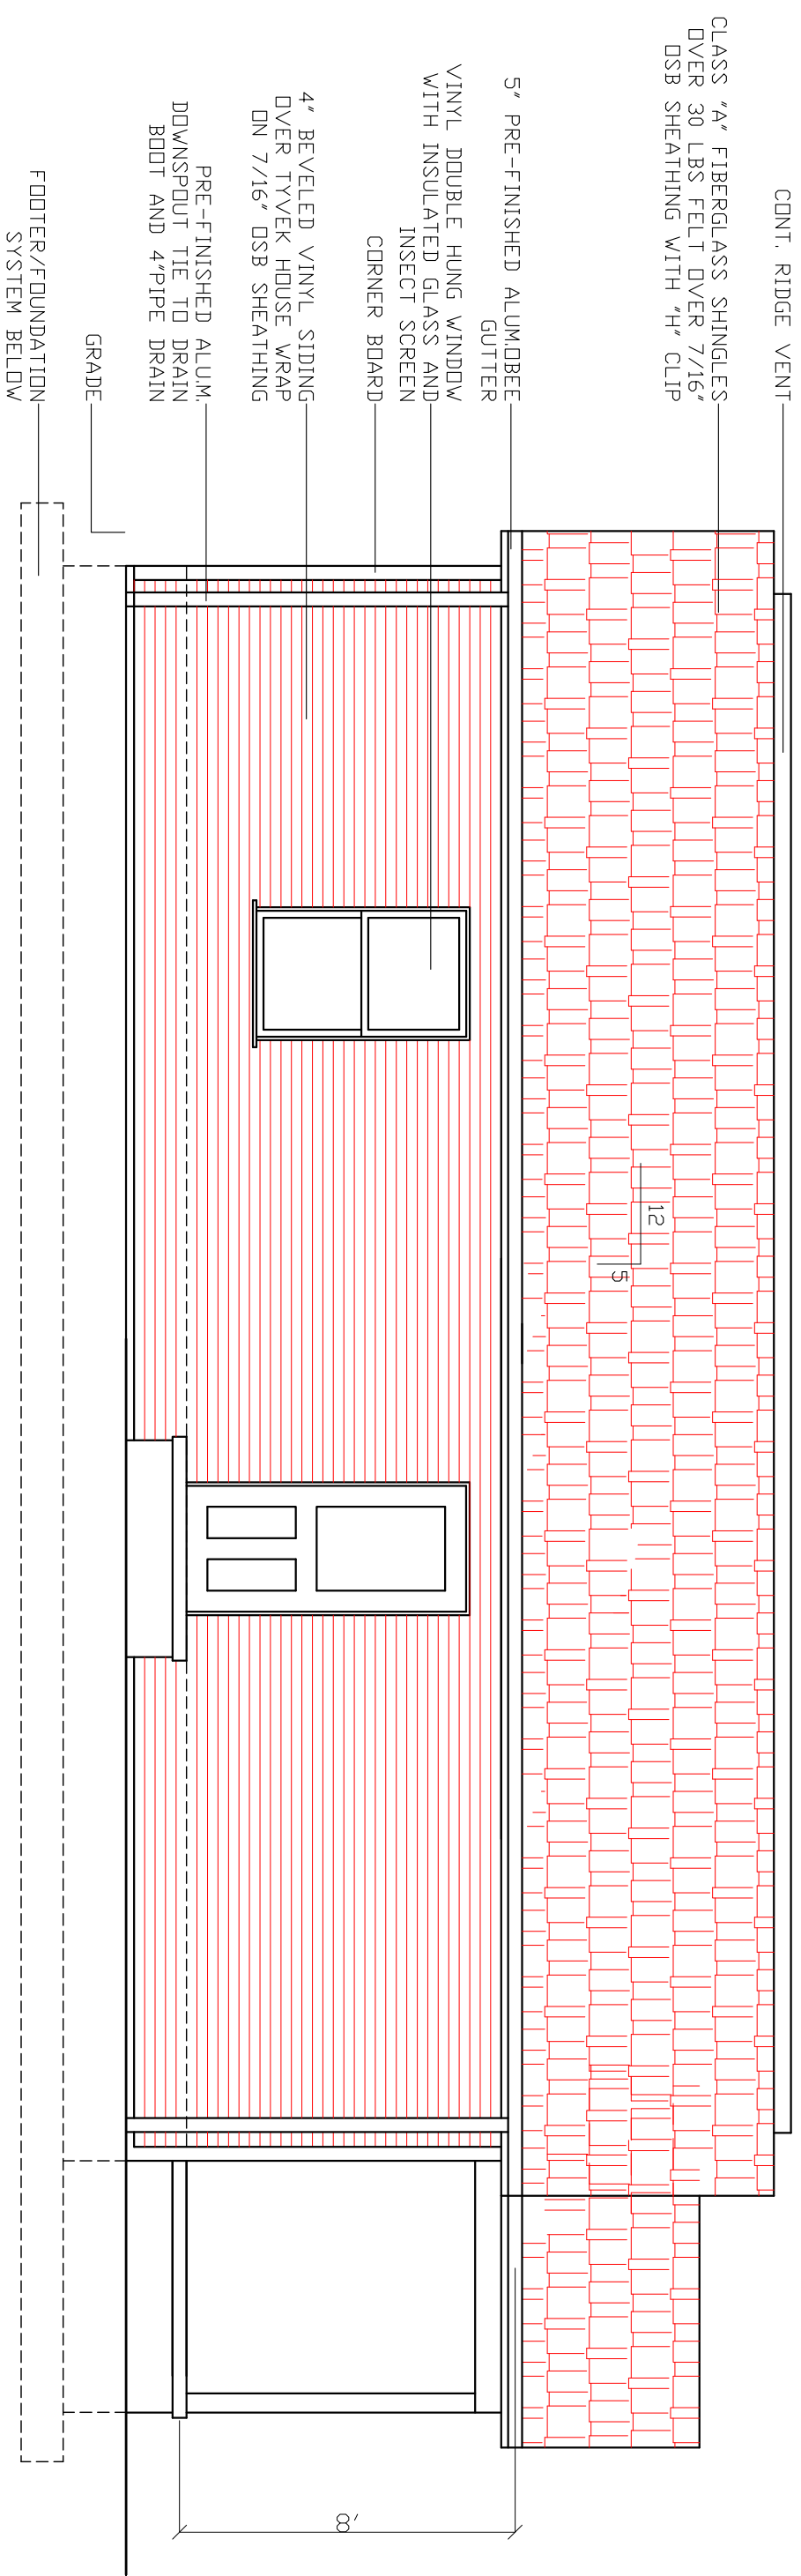 CONT. RIDGE VENT
CLASS "A" FIBERGLASS SHINGLES
OVER 30 LBS FELT OVER 7/16"
OSB SHEATHING WITH "H" CLIP
5" PRE-FINISHED ALUM.OBEE
GUTTER
VINYL DOUBLE HUNG WINDOW
WITH INSULATED GLASS AND
INSECT SCREEN
CORNER BOARD
4" BEVELED VINYL SIDING
OVER TYVEK HOUSE WRAP
ON 7/16" OSB SHEATHING
PRE-FINISHED ALU.M.
DOWNSPOUT TIE TO DRAIN
BOOT AND 4"PIPE DRAIN
GRADE
FOOTER/FOUNDATION
SYSTEM BELOW
12
5
8'